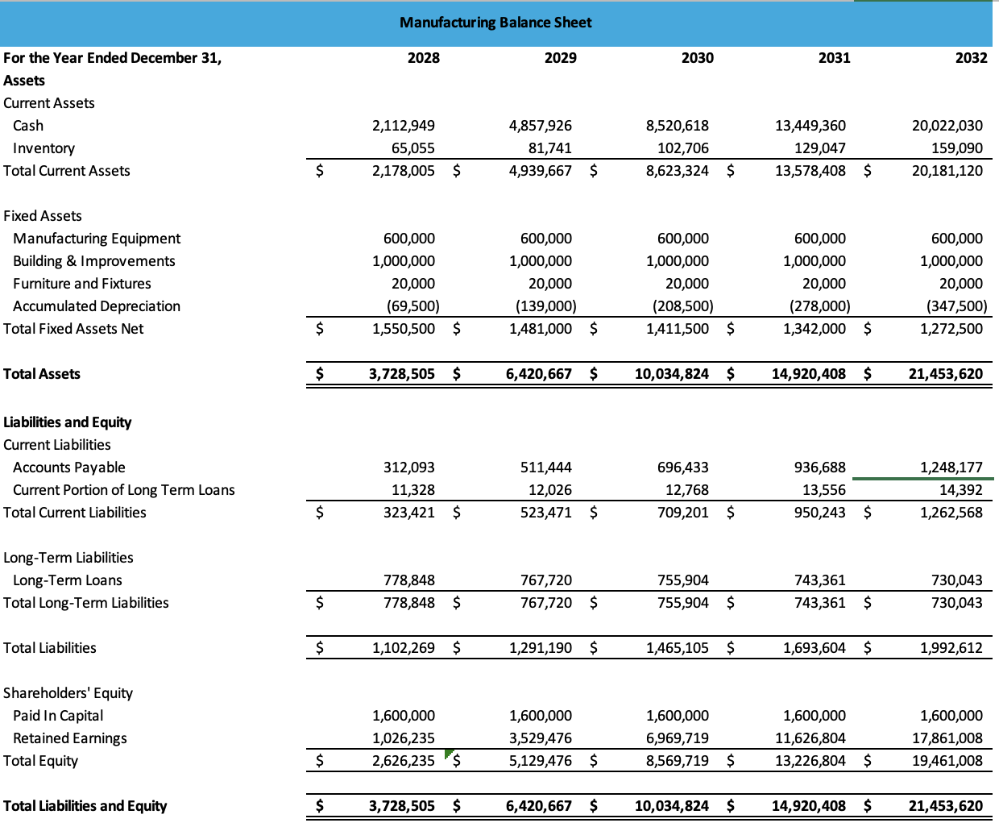 Manufacturing Balance Sheet
For the Year Ended December 31, 2028 2029 2030 2031 2032
Assets
Current Assets
Cash 2,112,949 4,857,926 8,520,618 13,449,360 20,022,030
Inventory 65,055 81,741 102,706 129,047 159,090
Total Current Assets $ 2,178,005 $ 4,939,667 $ 8,623,324 $ 13,578,408 $ 20,181,120
Fixed Assets
Manufacturing Equipment 600,000 600,000 600,000 600,000 600,000
Building & Improvements 1,000,000 1,000,000 1,000,000 1,000,000 1,000,000
Furniture and Fixtures 20,000 20,000 20,000 20,000 20,000
Accumulated Depreciation (69,500) (139,000) (208,500) (278,000) (347,500)
Total Fixed Assets Net $ 1,550,500 $ 1,481,000 $ 1,411,500 $ 1,342,000 $ 1,272,500
Total Assets $ 3,728,505 $ 6,420,667 $ 10,034,824 $ 14,920,408 $ 21,453,620
Liabilities and Equity
Current Liabilities
Accounts Payable 312,093 511,444 696,433 936,688 1,248,177
Current Portion of Long Term Loans 11,328 12,026 12,768 13,556 14,392
Total Current Liabilities $ 323,421 $ 523,471 $ 709,201 $ 950,243 $ 1,262,568
Long-Term Liabilities
Long-Term Loans 778,848 767,720 755,904 743,361 730,043
Total Long-Term Liabilities $ 778,848 $ 767,720 $ 755,904 $ 743,361 $ 730,043
Total Liabilities $ 1,102,269 $ 1,291,190 $ 1,465,105 $ 1,693,604 $ 1,992,612
Shareholders' Equity
Paid In Capital 1,600,000 1,600,000 1,600,000 1,600,000 1,600,000
Retained Earnings 1,026,235 3,529,476 6,969,719 11,626,804 17,861,008
Total Equity $ 2,626,235 $ 5,129,476 $ 8,569,719 $ 13,226,804 $ 19,461,008
Total Liabilities and Equity $ 3,728,505 $ 6,420,667 $ 10,034,824 $ 14,920,408 $ 21,453,620